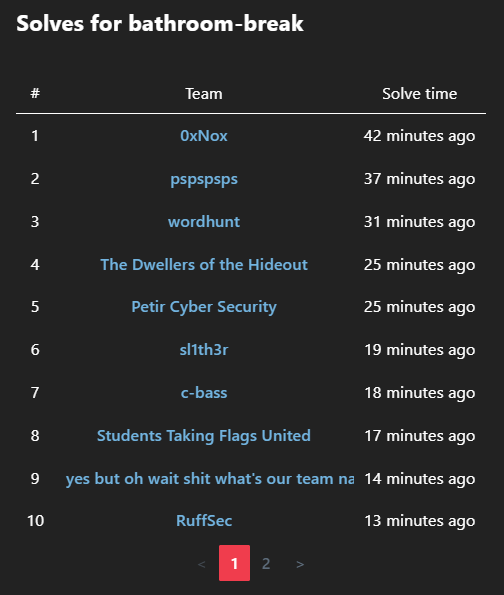 Solves for bathroom-break
# Team Solve time
1 0xNox 42 minutes ago
2 pspspsps 37 minutes ago
3 wordhunt 31 minutes ago
4 The Dwellers of the Hideout 25 minutes ago
5 Petir Cyber Security 25 minutes ago
6 sl1th3r 19 minutes ago
7 c-bass 18 minutes ago
8 Students Taking Flags United 17 minutes ago
9 yes but oh wait shit what's our team na 14 minutes ago
10 RuffSec 13 minutes ago
< 1 2 >